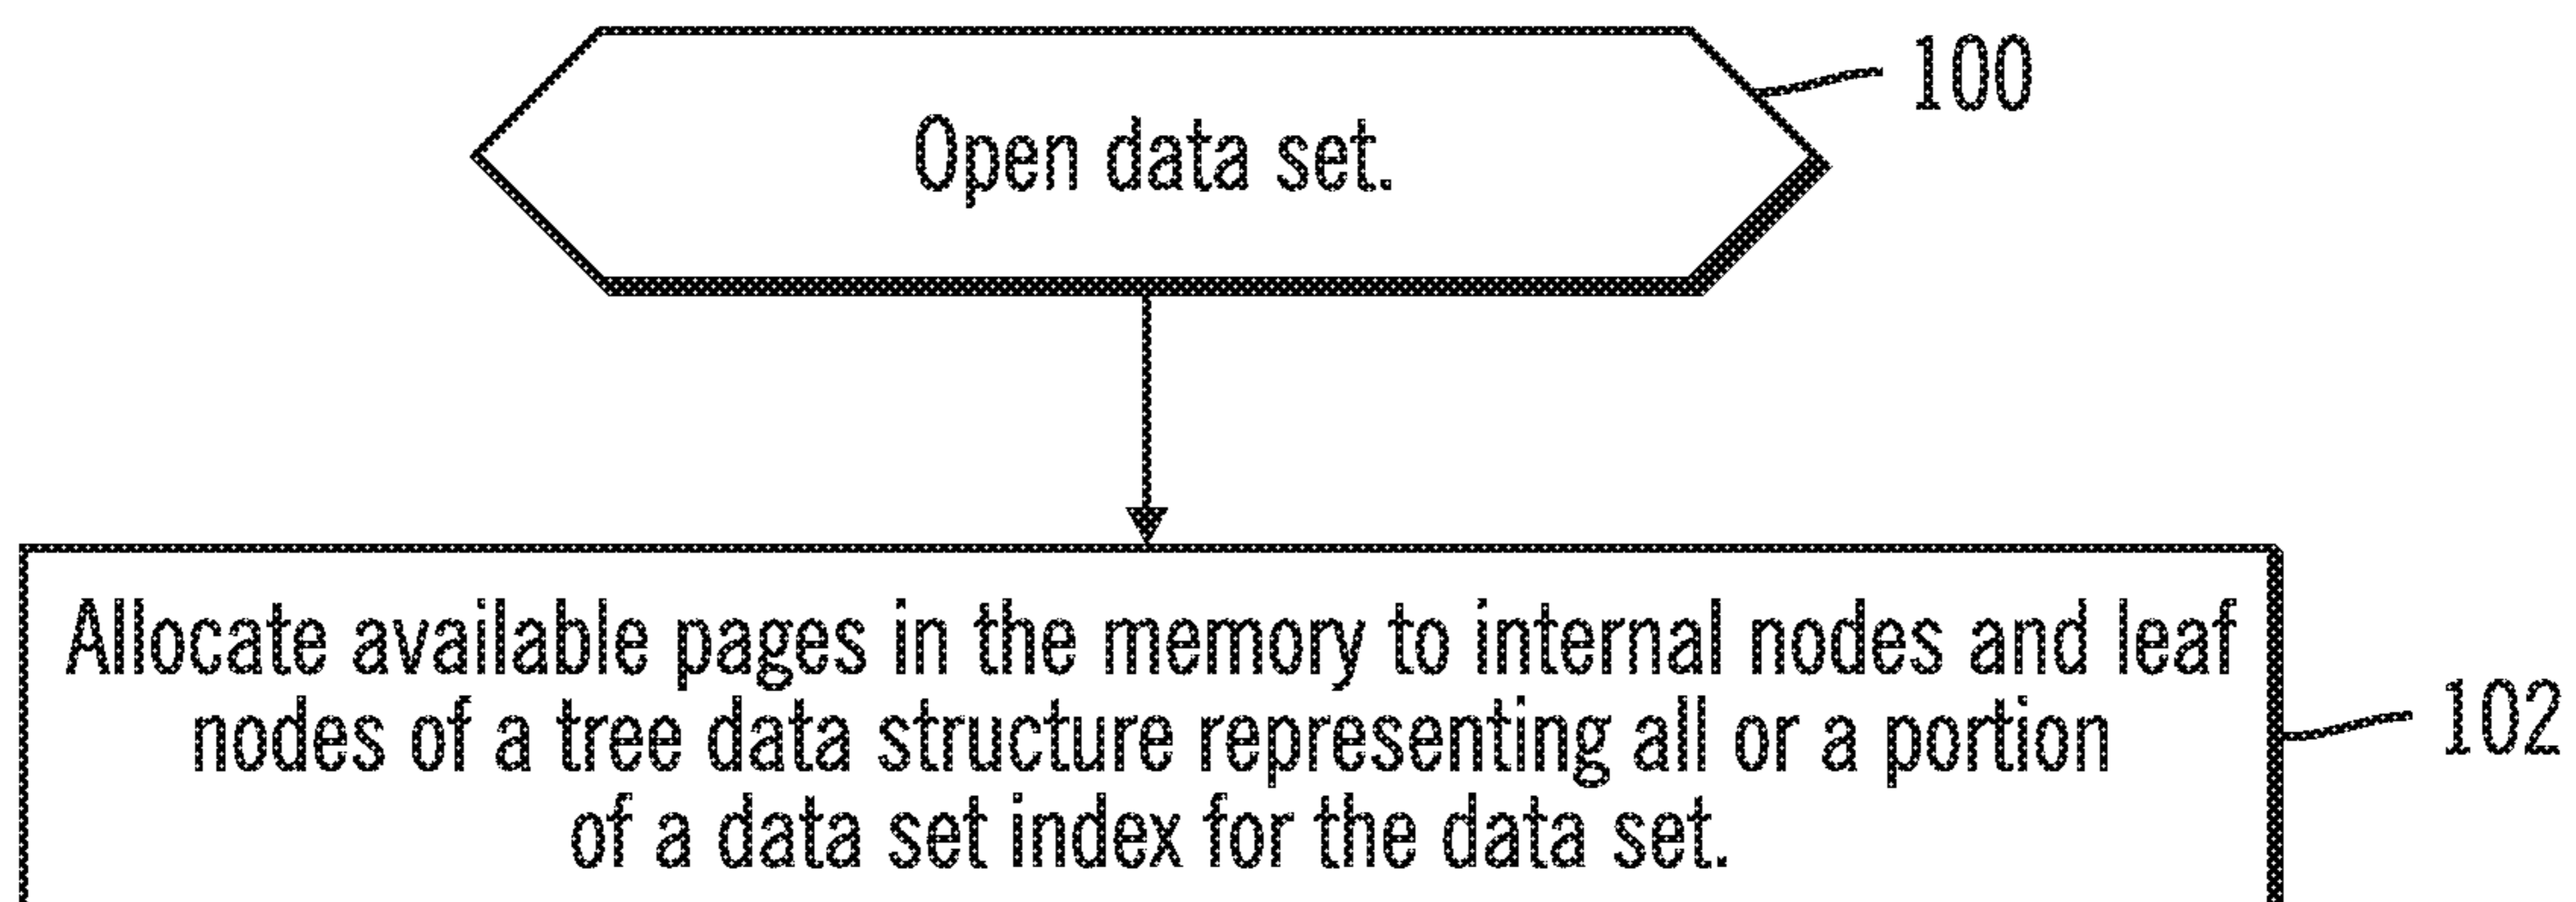 100
Open data set.
Allocate available pages in the memory to internal nodes and leaf
nodes of a tree data structure representing all or a portion
of a data set index for the data set.
102